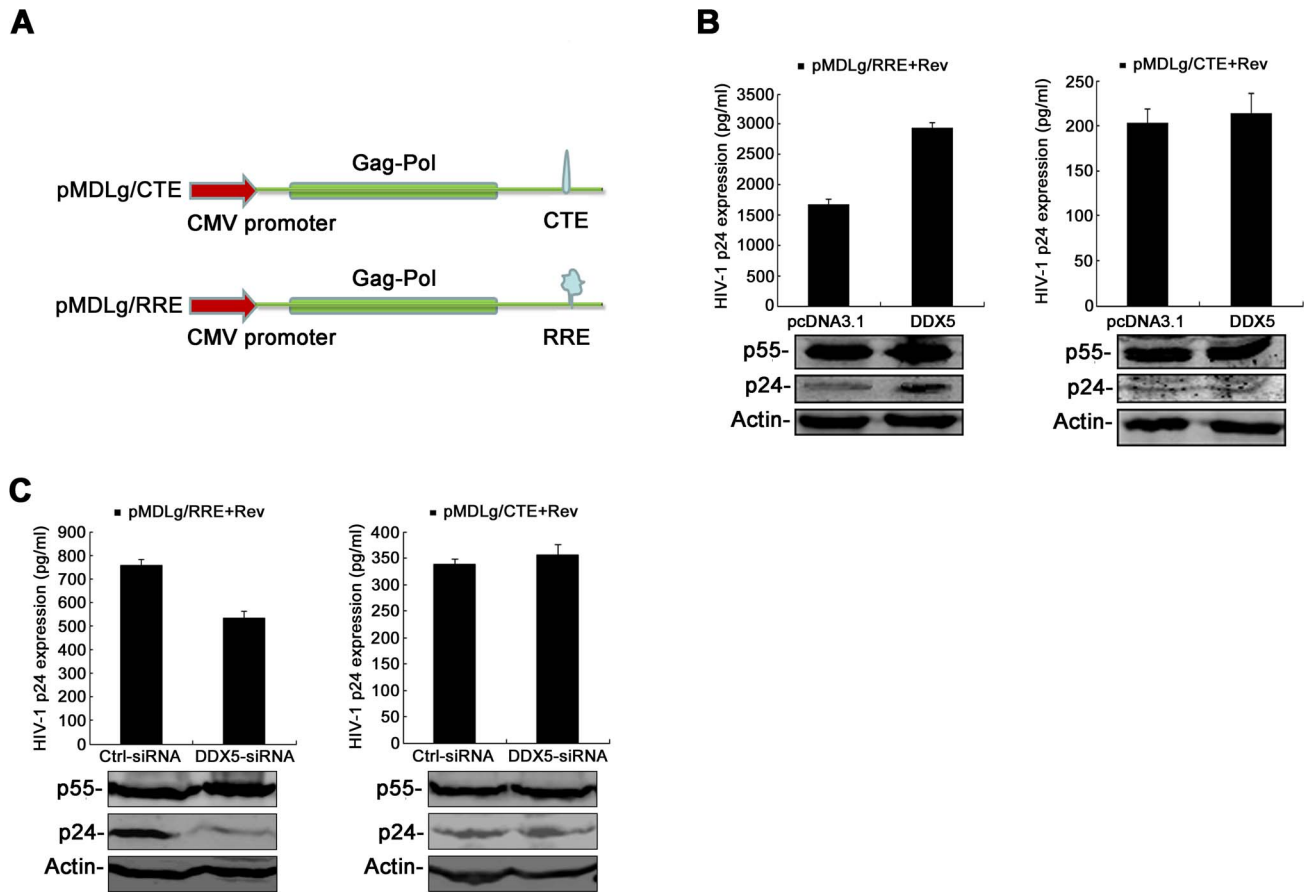 A
Gag-Pol
pMDLg/CTE
CMV promoter
CTE
Gag-Pol
pMDLg/RRE
CMV promoter
RRE
B
pMDLg/RRE+Rev
HIV-1 p24 expression (pg/ml)
3500
3000
2500
2000
1500
1000
500
0
pcDNA3.1 DDX5
p55-
p24-
Actin-
pMDLg/CTE+Rev
HIV-1 p24 expression (pg/ml)
250
200
150
100
50
0
pcDNA3.1 DDX5
p55-
p24-
Actin-
C
pMDLg/RRE+Rev
HIV-1 p24 expression (pg/ml)
900
800
700
600
500
400
300
200
100
0
Ctrl-siRNA DDX5-siRNA
p55-
p24-
Actin-
pMDLg/CTE+Rev
HIV-1 p24 expression (pg/ml)
400
350
300
250
200
150
100
50
0
Ctrl-siRNA DDX5-siRNA
p55-
p24-
Actin-